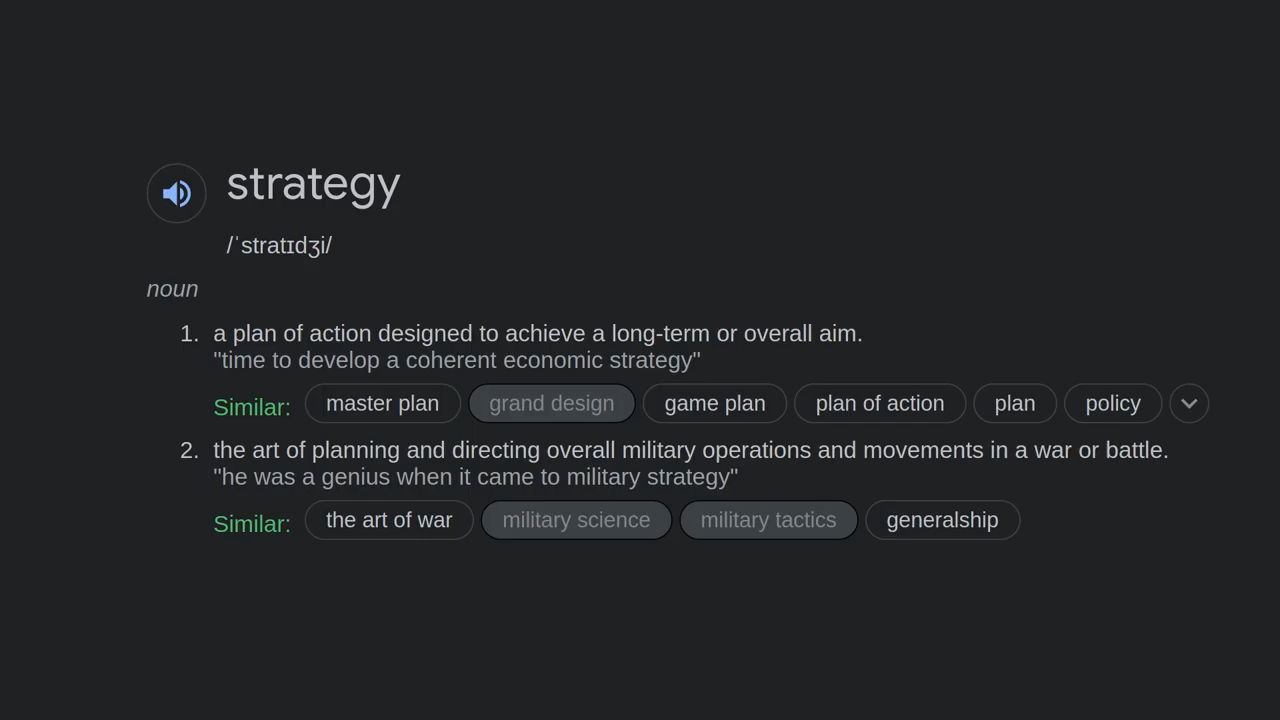 strategy
/ˈstratɪdʒi/
noun
1. a plan of action designed to achieve a long-term or overall aim.
"time to develop a coherent economic strategy"
Similar: master plan grand design game plan plan of action plan policy
2. the art of planning and directing overall military operations and movements in a war or battle.
"he was a genius when it came to military strategy"
Similar: the art of war military science military tactics generalship